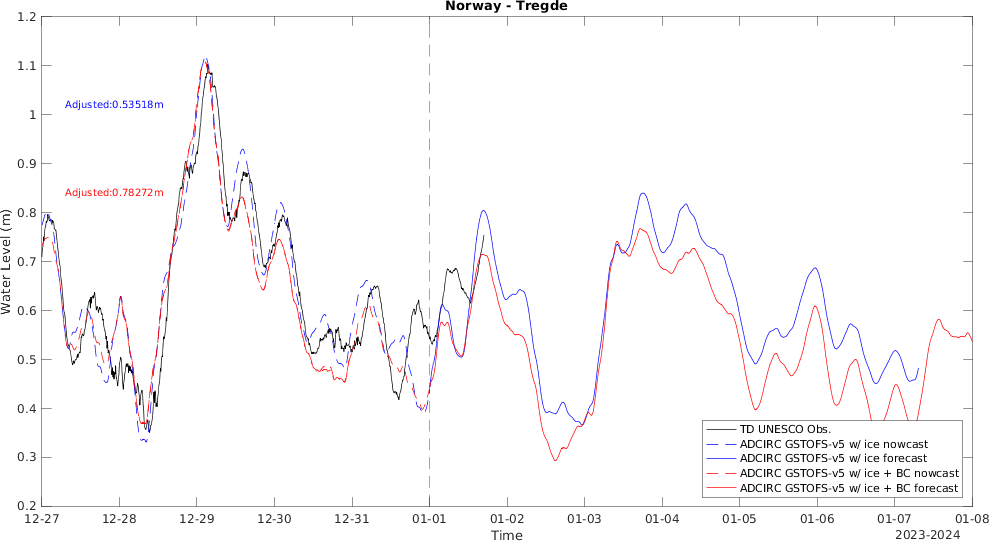 Norway - Tregde
1.2
1.1
1
0.9
0.8
0.7
0.6
0.5
0.4
0.3
0.2
Water Level (m)
Adjusted:0.53518m
Adjusted:0.78272m
TD UNESCO Obs.
ADCIRC GSTOFS-v5 w/ ice nowcast
ADCIRC GSTOFS-v5 w/ ice forecast
ADCIRC GSTOFS-v5 w/ ice + BC nowcast
ADCIRC GSTOFS-v5 w/ ice + BC forecast
12-27 12-28 12-29 12-30 12-31 01-01 01-02 01-03 01-04 01-05 01-06 01-07 01-08
Time
2023-2024